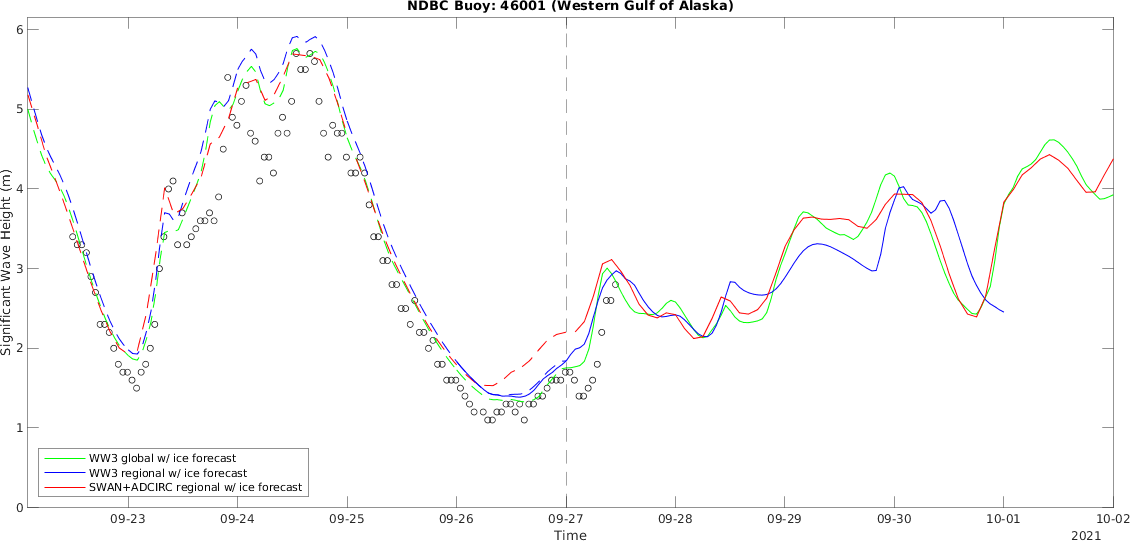 NDBC Buoy: 46001 (Western Gulf of Alaska)
Significant Wave Height (m)
6
5
4
3
2
1
0
WW3 global w/ ice forecast
WW3 regional w/ ice forecast
SWAN+ADCIRC regional w/ ice forecast
09-23 09-24 09-25 09-26 09-27 09-28 09-29 09-30 10-01 10-02
Time
2021